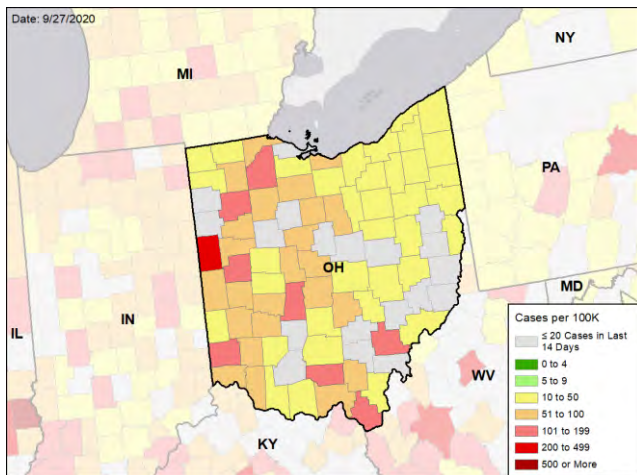 Date: 9/27/2020
NY
MI
PA
OH
MD
IL
IN
WV
KY
Cases per 100K
≤ 20 Cases in Last
14 Days
0 to 4
5 to 9
10 to 50
51 to 100
101 to 199
200 to 499
500 or More